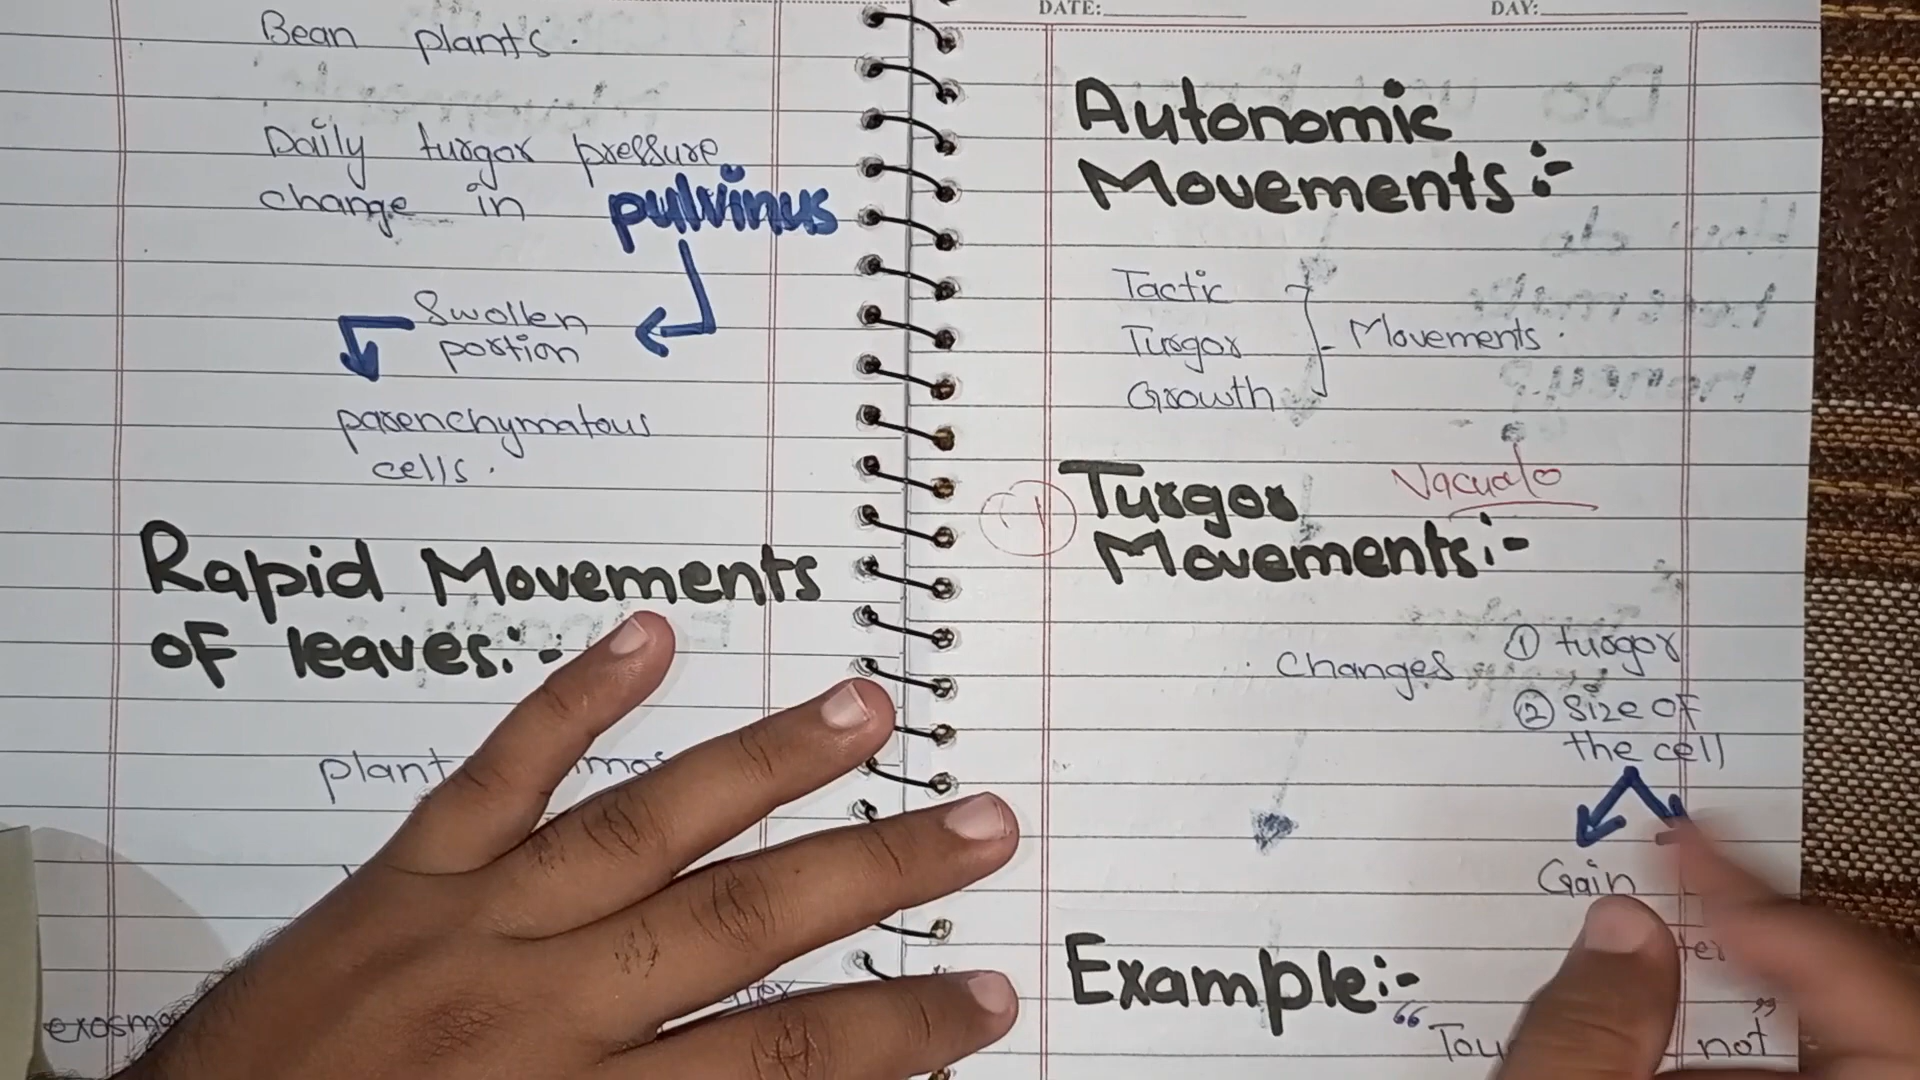 Bean plants.
Daily turgor pressure
change in pulvinus
Swollen
portion
parenchymatous
cells.
Rapid Movements
of leaves:-
plant
DATE: DAY:
Autonomic
Movements:-
Tactic
Turgor
Growth
Movements.
Vacuole
Turgor
Movements:-
Changes
① turgor
② Size of
the cell
Gain
Example:-
“ not ”